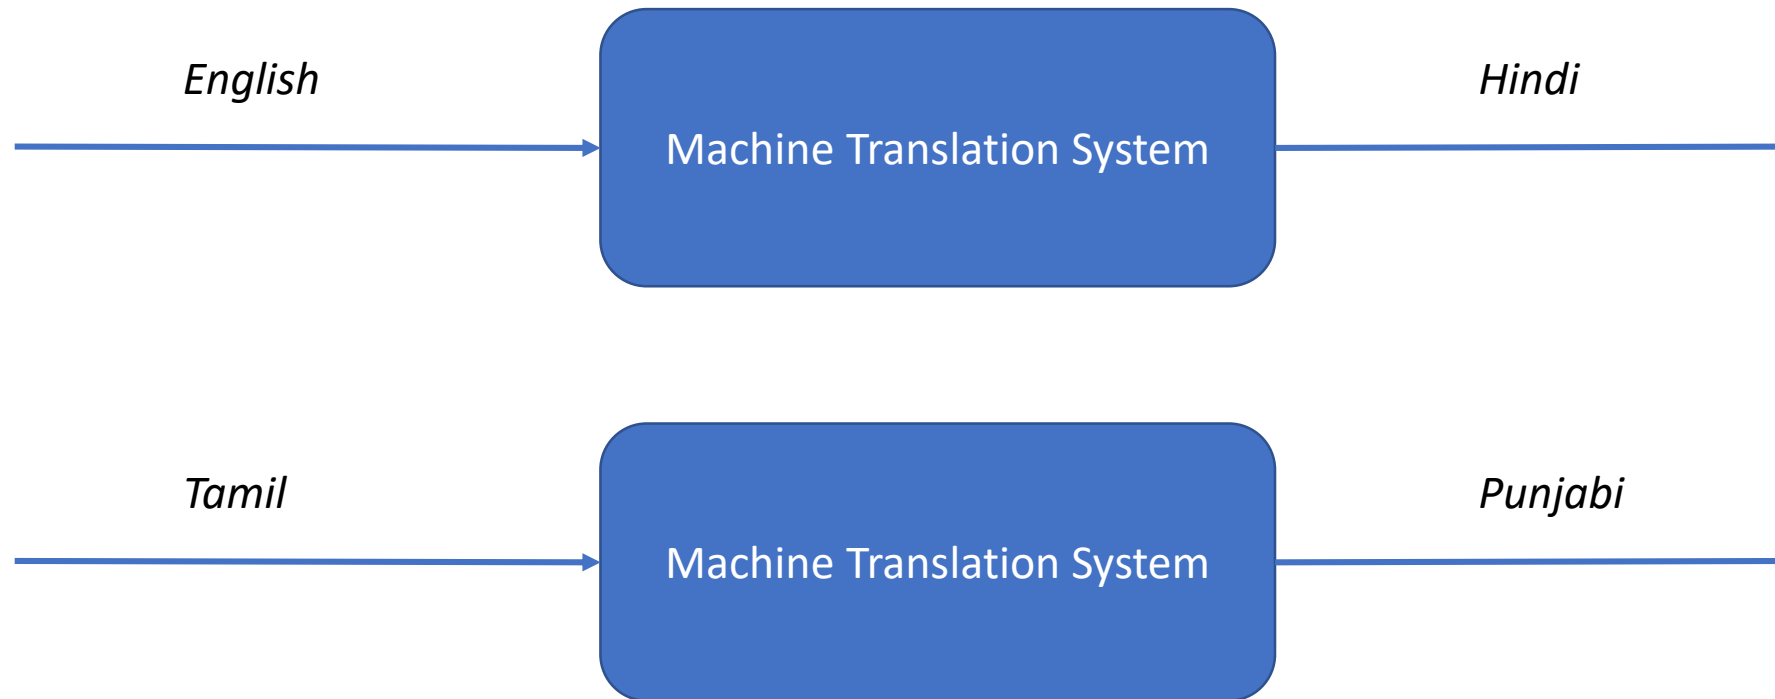 English
Machine Translation System
Hindi
Tamil
Machine Translation System
Punjabi